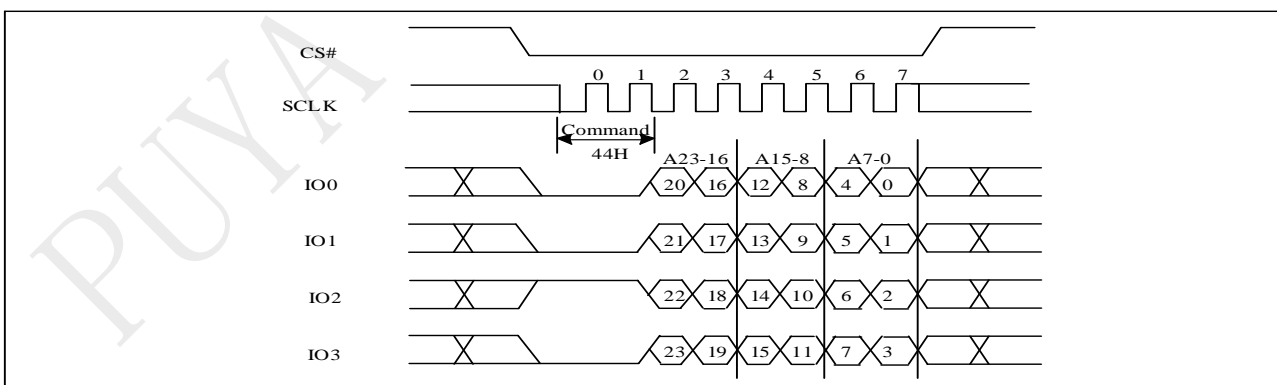 PUYA
CS#
0 1 2 3 4 5 6 7
SCLK
Command
44H
A23-16 A15-8 A7-0
IO0 20 16 12 8 4 0
IO1 21 17 13 9 5 1
IO2 22 18 14 10 6 2
IO3 23 19 15 11 7 3